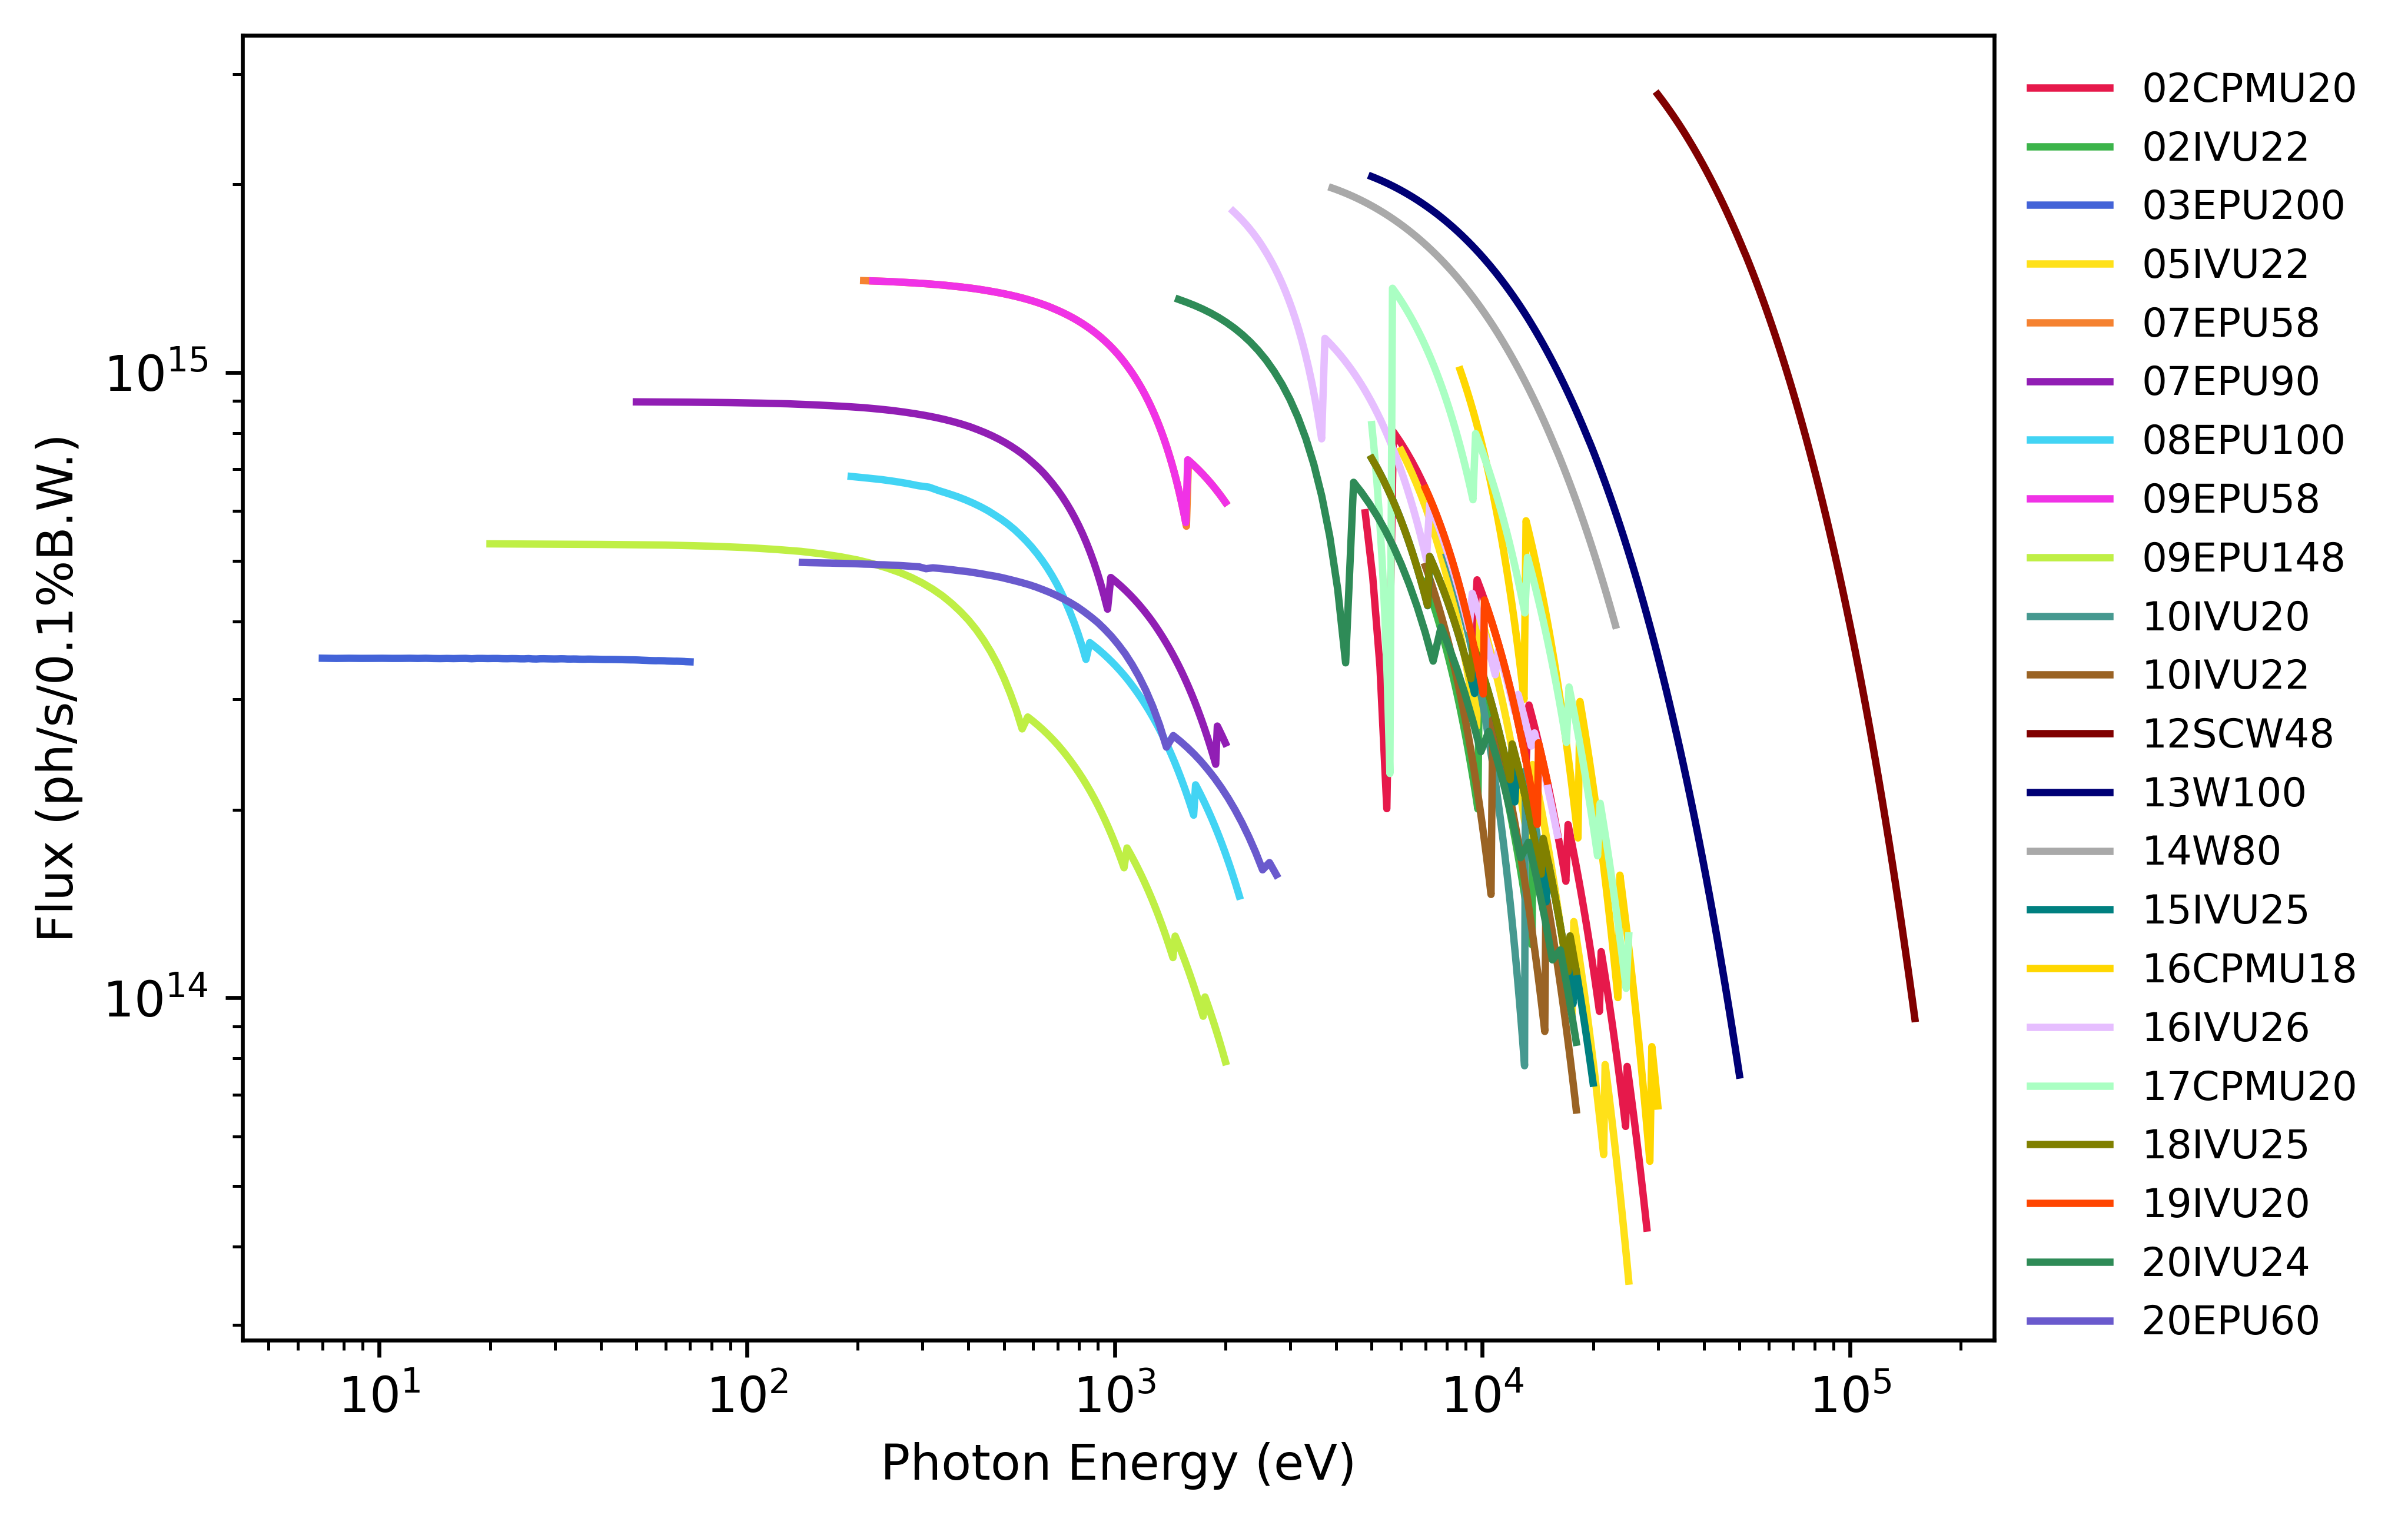 Flux (ph/s/0.1%B.W.)
10^15
10^14
10^1
10^2
10^3
10^4
10^5
Photon Energy (eV)
02CPMU20
02IVU22
03EPU200
05IVU22
07EPU58
07EPU90
08EPU100
09EPU58
09EPU148
10IVU20
10IVU22
12SCW48
13W100
14W80
15IVU25
16CPMU18
16IVU26
17CPMU20
18IVU25
19IVU20
20IVU24
20EPU60